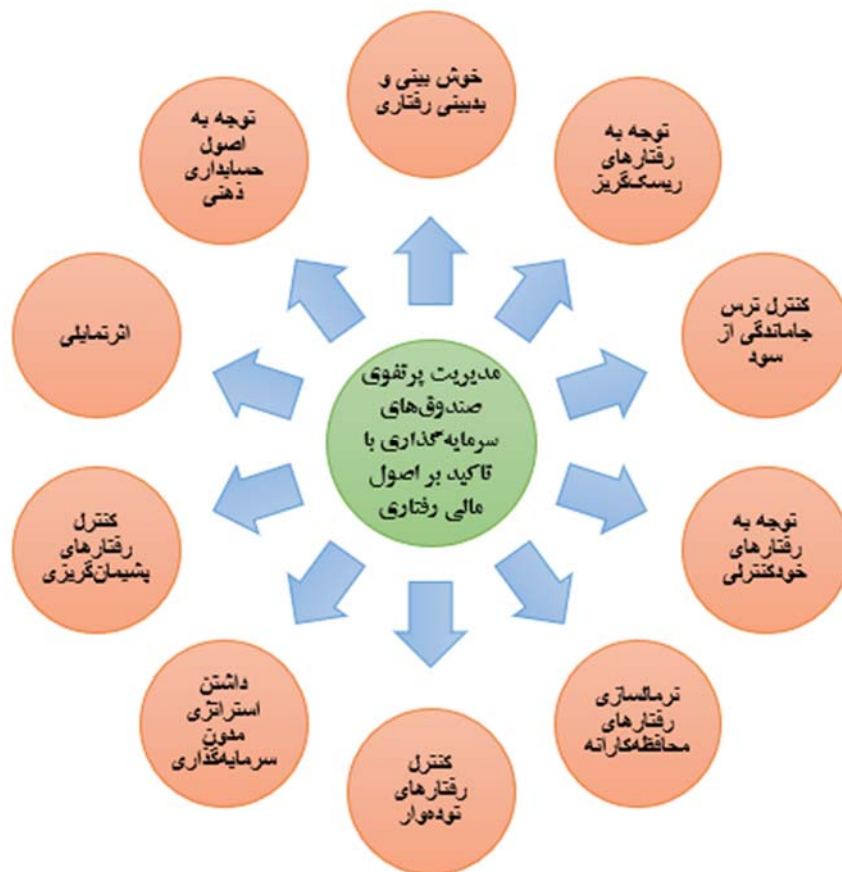 خوش بینی و
بدبینی رفتاری
توجه به
رفتارهای
ریسک‌گریز
کنترل ترس
جاماندگی از
سود
توجه به
رفتارهای
خودکنترلی
نرمالسازی
رفتارهای
محافظه‌کارانه
کنترل
رفتارهای
توده‌وار
داشتن
استراتژی
مدون
سرمایه‌گذاری
کنترل
رفتارهای
پشیمان‌گریزی
اثرتمایلی
توجه به
اصول
حسابداری
ذهنی
مدیریت پرتفوی
صندوق‌های
سرمایه‌گذاری با
تاکید بر اصول
مالی رفتاری